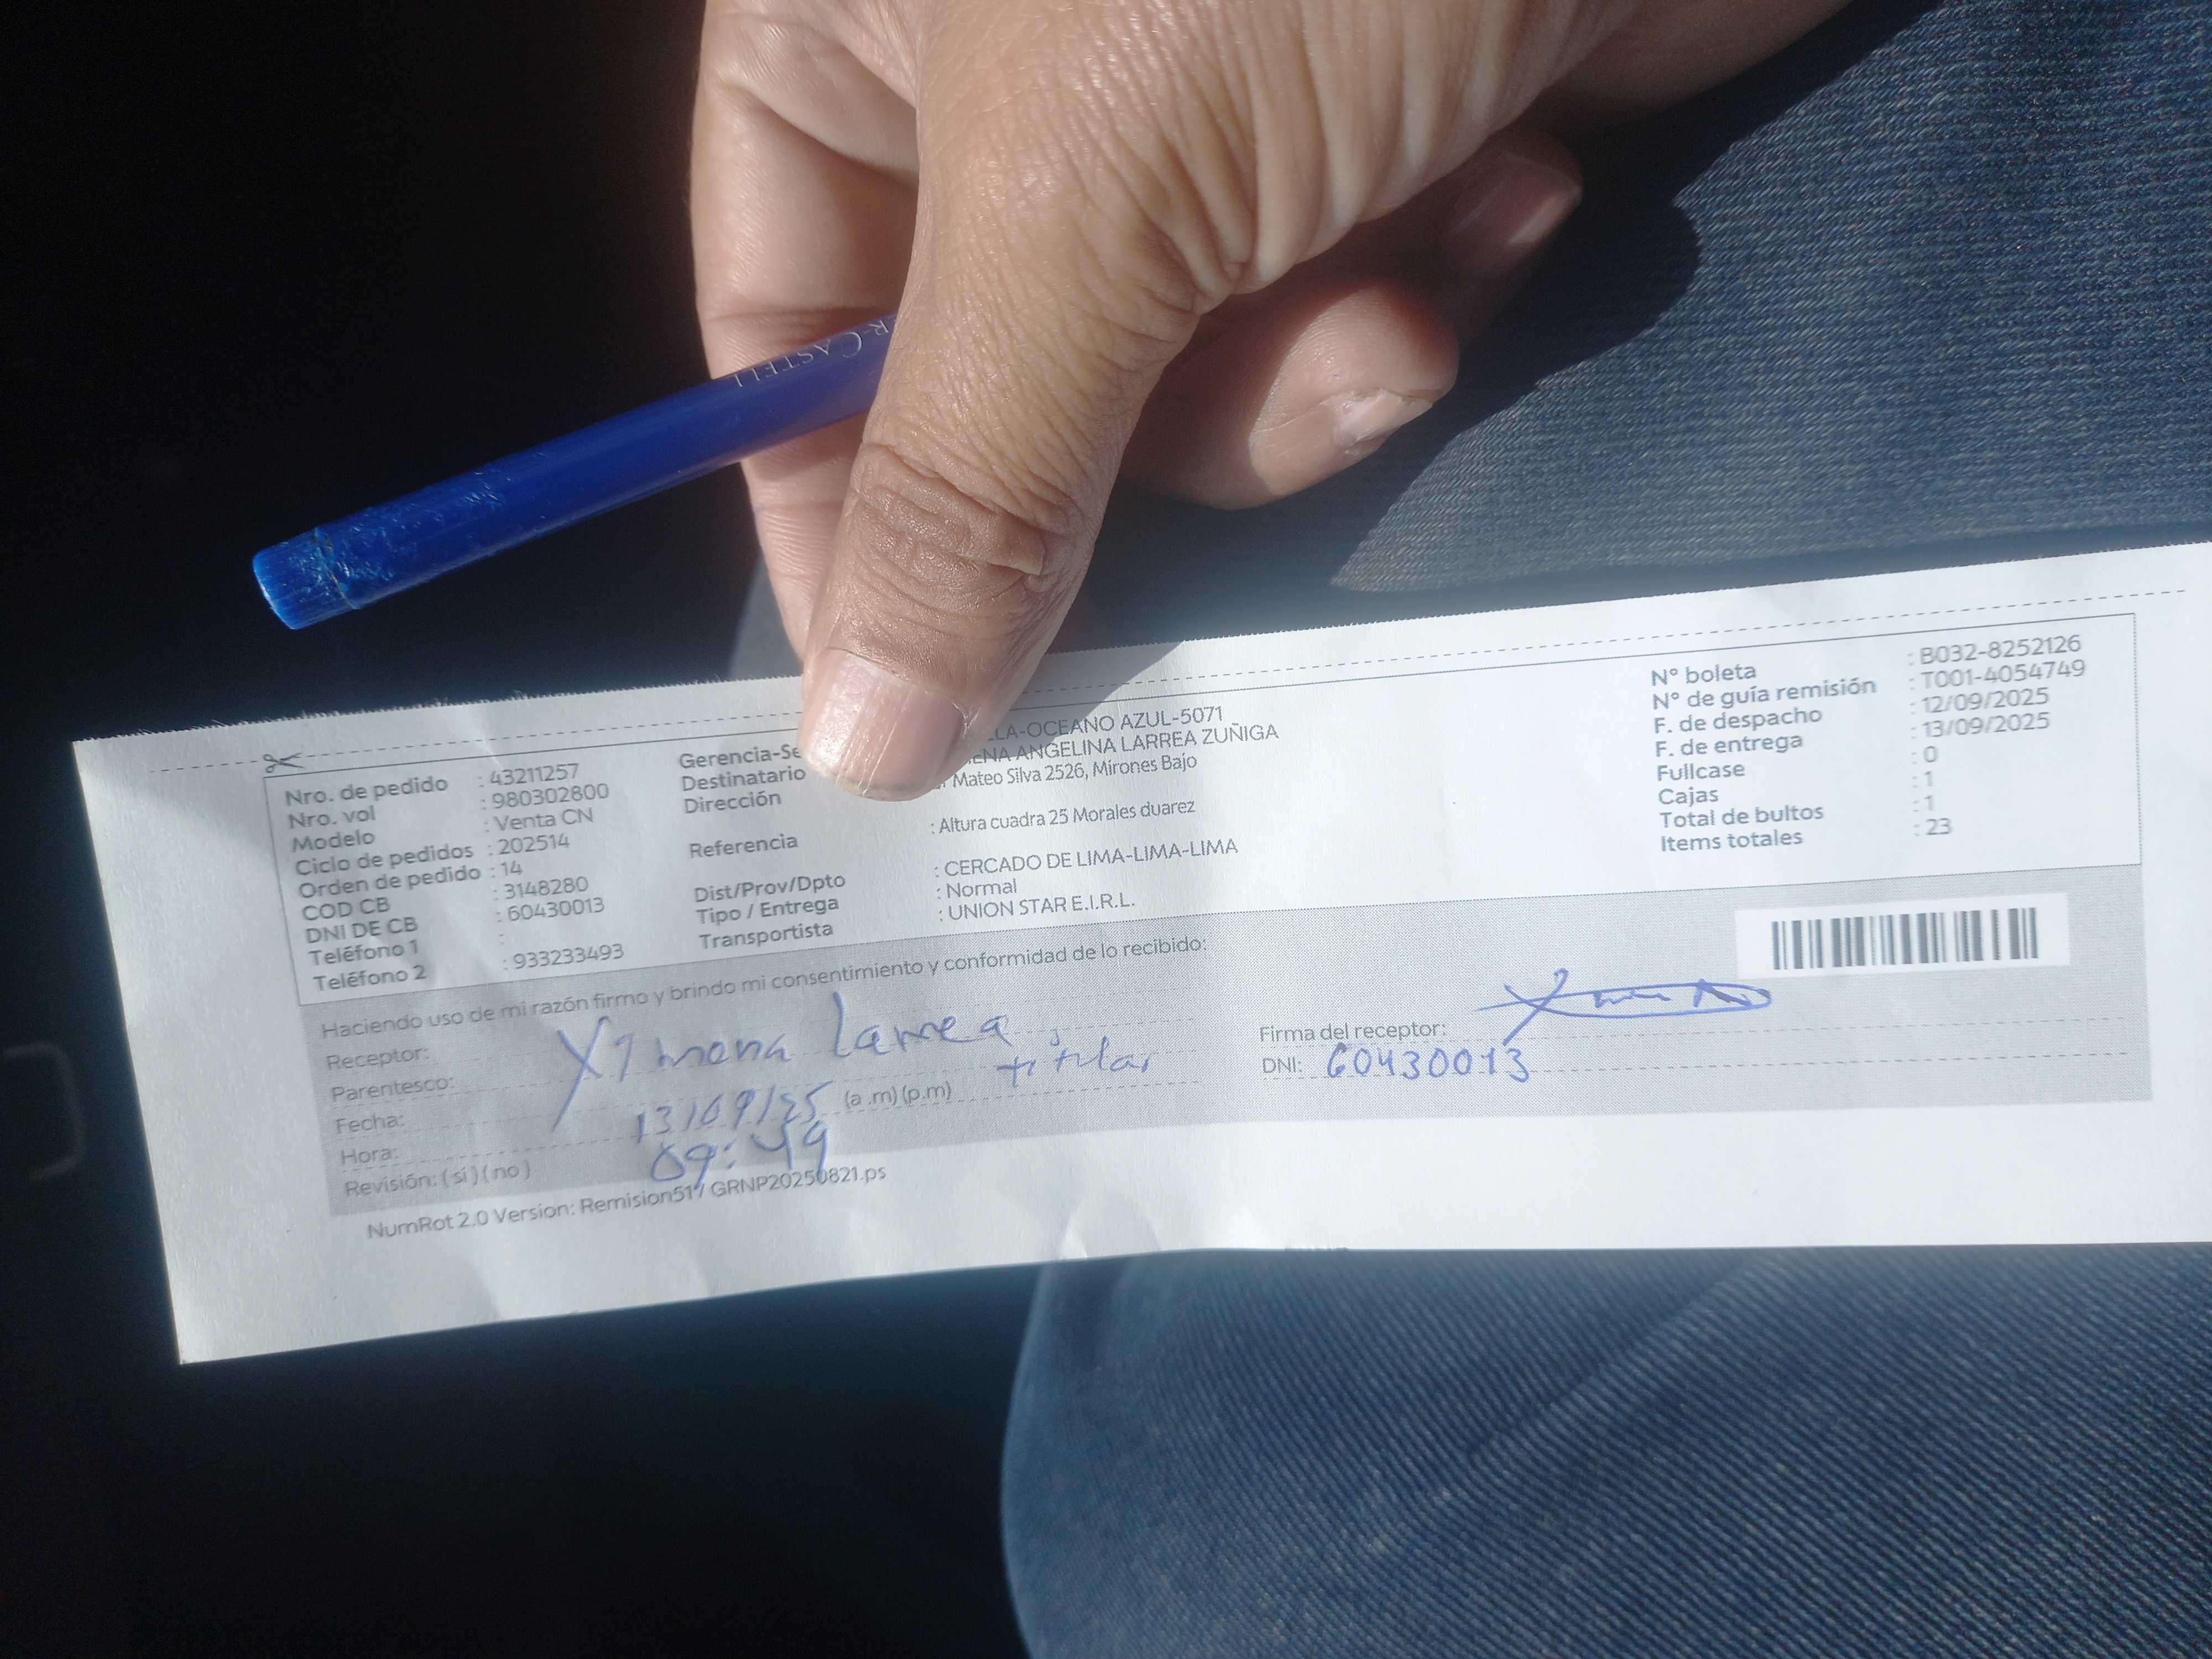 R-CASTELL
Nro. de pedido : 43211257
Nro. vol : 980302800
Modelo : Venta CN
Ciclo de pedidos : 202514
Orden de pedido : 14
COD CB : 3148280
DNI DE CB : 60430013
Teléfono 1 :
Teléfono 2 : 933233493
Gerencia-Se LLA-OCEANO AZUL-5071
Destinatario ENA ANGELINA LARREA ZUÑIGA
Dirección Mateo Silva 2526, Mirones Bajo
Referencia : Altura cuadra 25 Morales duarez
Dist/Prov/Dpto : CERCADO DE LIMA-LIMA-LIMA
Tipo / Entrega : Normal
Transportista : UNION STAR E.I.R.L.
N° boleta : B032-8252126
N° de guía remisión : T001-4054749
F. de despacho : 12/09/2025
F. de entrega : 13/09/2025
Fullcase : 0
Cajas : 1
Total de bultos : 1
Items totales : 23
Haciendo uso de mi razón firmo y brindo mi consentimiento y conformidad de lo recibido:
Receptor: Ximena Larrea
Parentesco: titular
Fecha: 13/09/25 (a .m) (p.m)
Hora: 09:49
Revisión: ( si ) ( no )
Firma del receptor:
DNI: 60430013
NumRot 2.0 Version: Remision517 GRNP20250821.ps